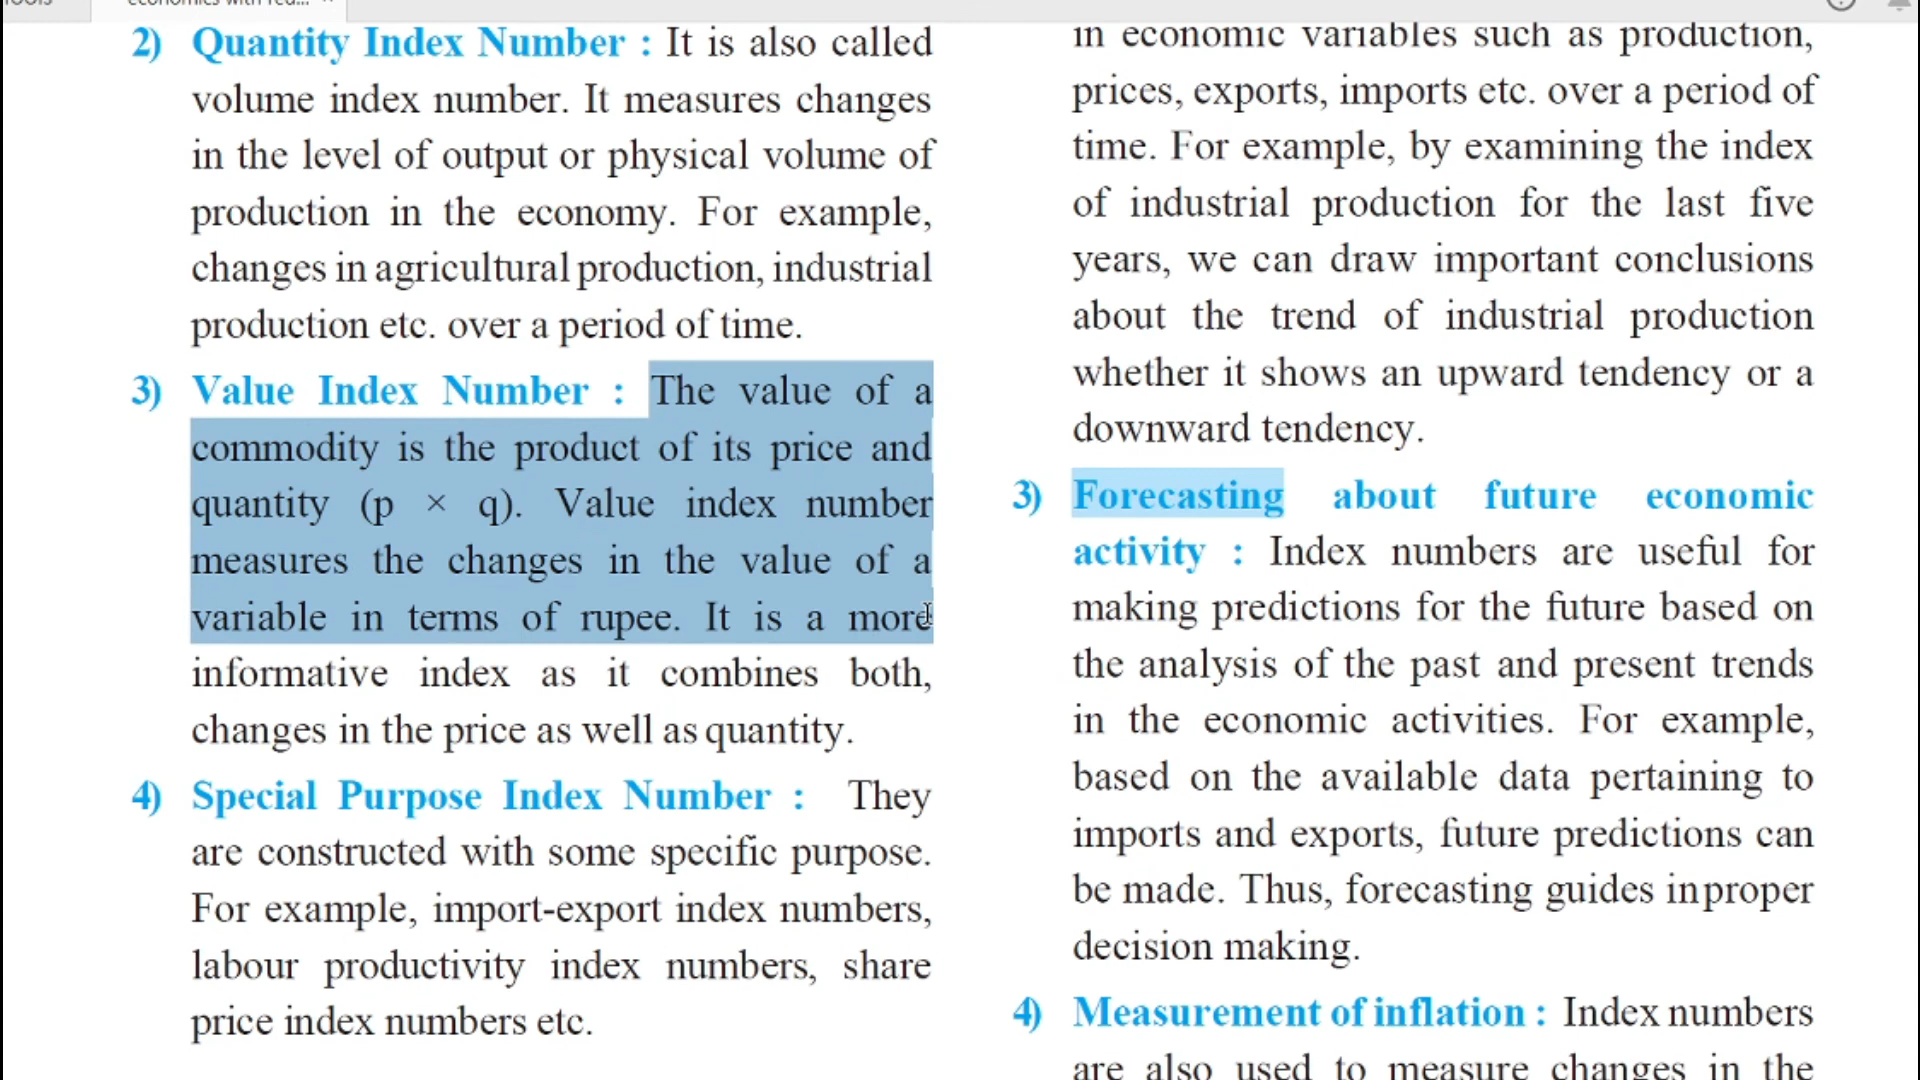 economics with red...
2) Quantity Index Number : It is also called
volume index number. It measures changes
in the level of output or physical volume of
production in the economy. For example,
changes in agricultural production, industrial
production etc. over a period of time.
3) Value Index Number : The value of a
commodity is the product of its price and
quantity (p × q). Value index number
measures the changes in the value of a
variable in terms of rupee. It is a more
informative index as it combines both,
changes in the price as well as quantity.
4) Special Purpose Index Number : They
are constructed with some specific purpose.
For example, import-export index numbers,
labour productivity index numbers, share
price index numbers etc.
in economic variables such as production,
prices, exports, imports etc. over a period of
time. For example, by examining the index
of industrial production for the last five
years, we can draw important conclusions
about the trend of industrial production
whether it shows an upward tendency or a
downward tendency.
3) Forecasting about future economic
activity : Index numbers are useful for
making predictions for the future based on
the analysis of the past and present trends
in the economic activities. For example,
based on the available data pertaining to
imports and exports, future predictions can
be made. Thus, forecasting guides inproper
decision making.
4) Measurement of inflation : Index numbers
are also used to measure changes in the